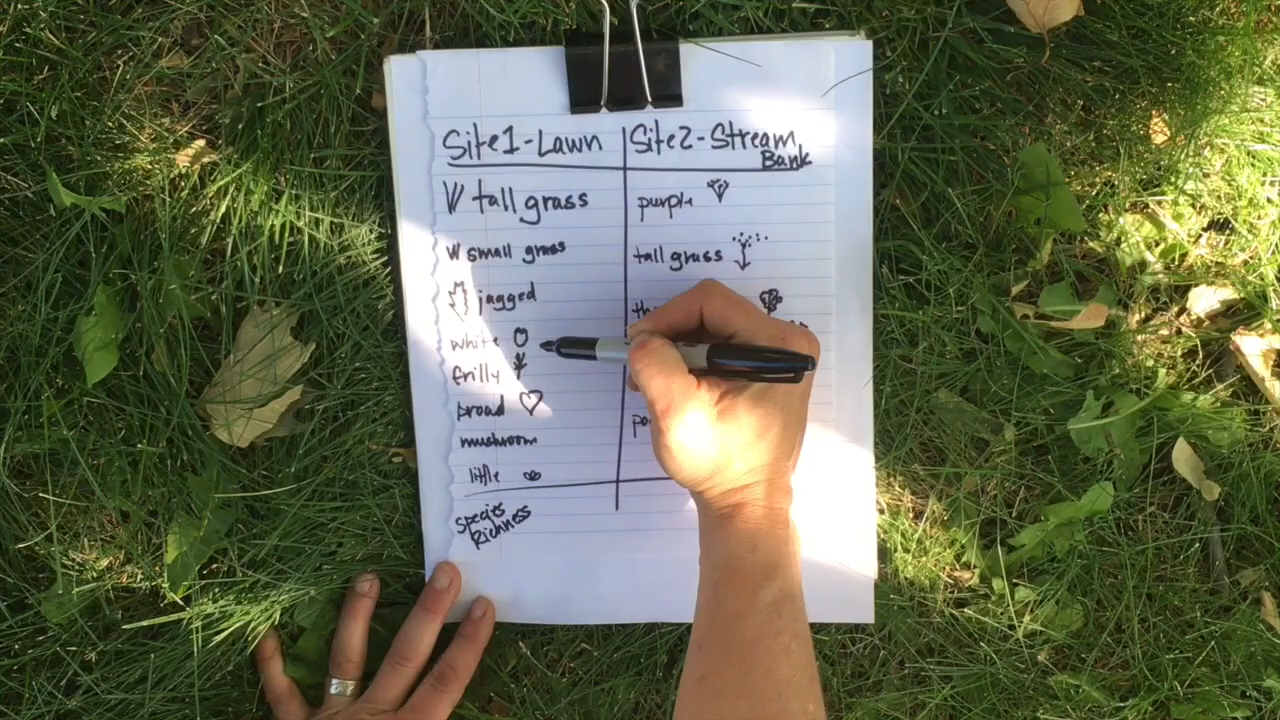 Site1-Lawn
Site2-Stream
Bank
tall grass
purple
small grass
tall grass
jagged
white
frilly
broad
mushroom
little
Species
Richness